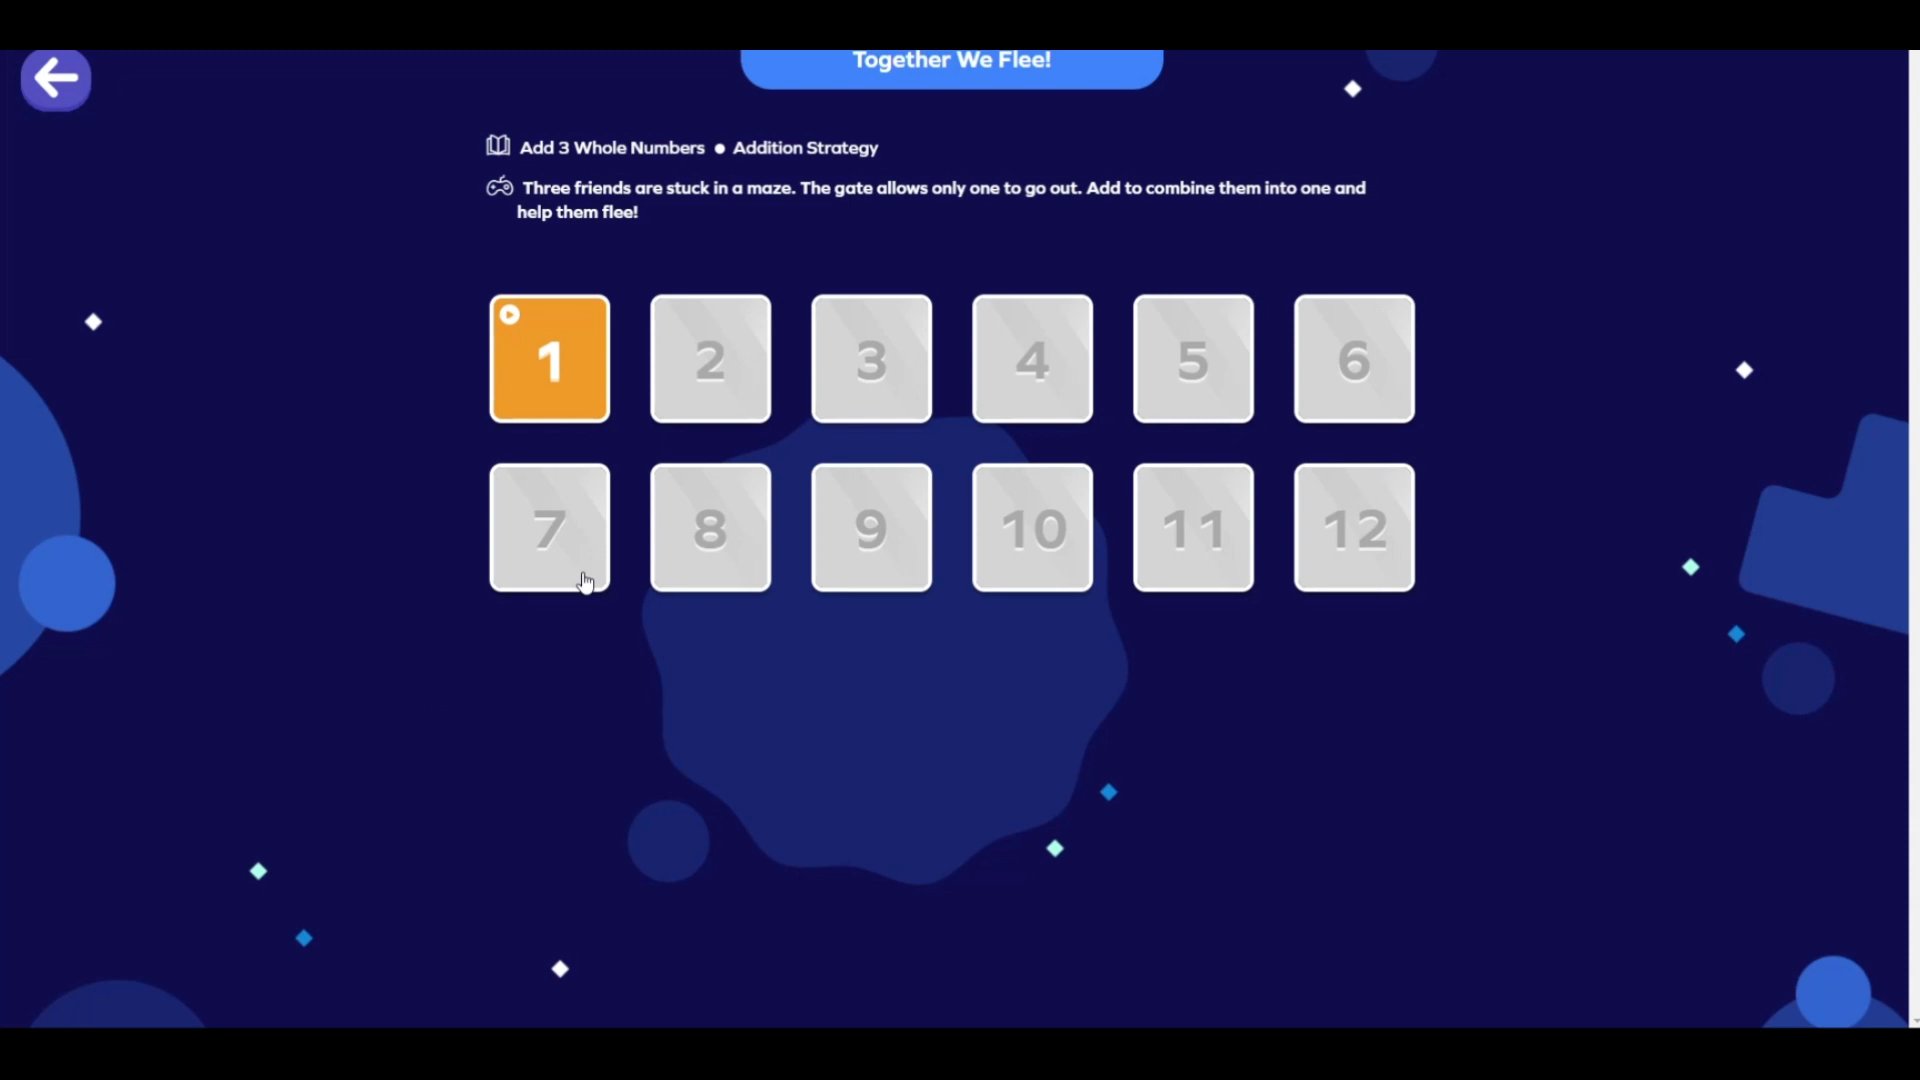 Together We Flee!
Add 3 Whole Numbers ● Addition Strategy
Three friends are stuck in a maze. The gate allows only one to go out. Add to combine them into one and
help them flee!
1 2 3 4 5 6
7 8 9 10 11 12